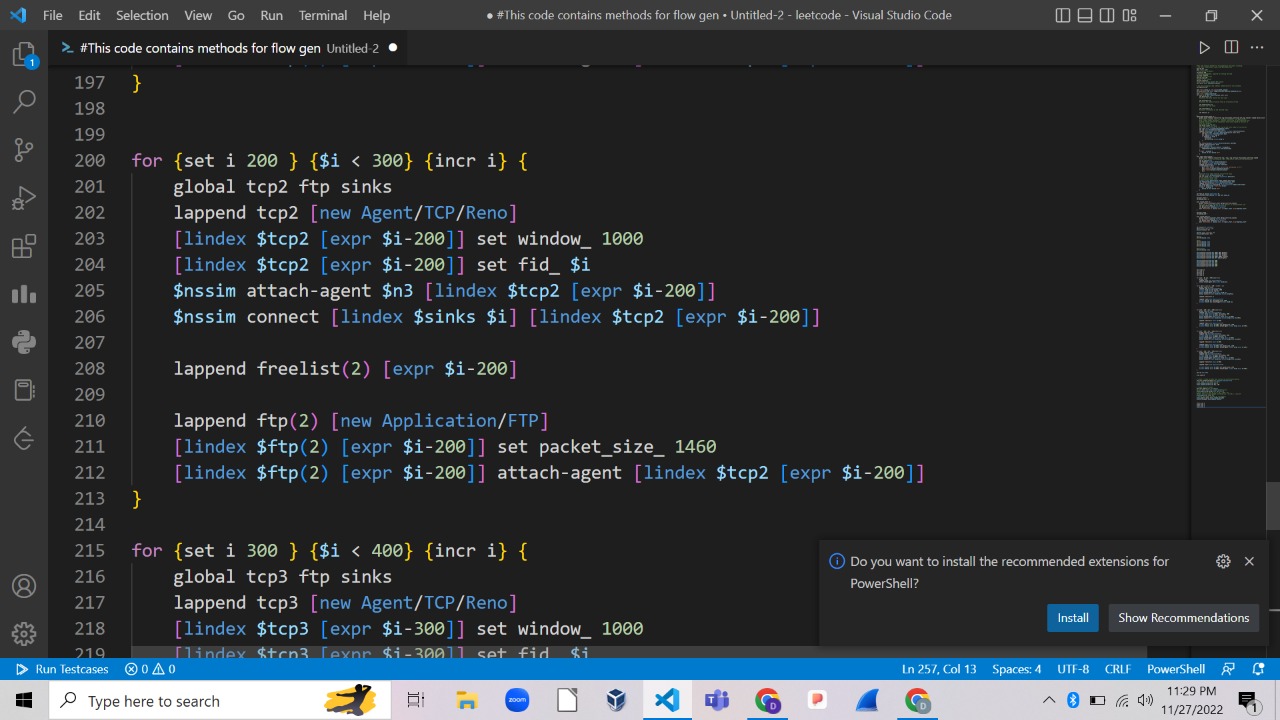 File Edit Selection View Go Run Terminal Help
● #This code contains methods for flow gen • Untitled-2 - leetcode - Visual Studio Code
#This code contains methods for flow gen Untitled-2 ●
1
197 }
198
199
200 for {set i 200 } {$i < 300} {incr i} {
201 global tcp2 ftp sinks
202 lappend tcp2 [new Agent/TCP/Reno]
203 [lindex $tcp2 [expr $i-200]] set window_ 1000
204 [lindex $tcp2 [expr $i-200]] set fid_ $i
205 $nssim attach-agent $n3 [lindex $tcp2 [expr $i-200]]
206 $nssim connect [lindex $sinks $i] [lindex $tcp2 [expr $i-200]]
207
208 lappend freelist(2) [expr $i-200]
209
210 lappend ftp(2) [new Application/FTP]
211 [lindex $ftp(2) [expr $i-200]] set packet_size_ 1460
212 [lindex $ftp(2) [expr $i-200]] attach-agent [lindex $tcp2 [expr $i-200]]
213 }
214
215 for {set i 300 } {$i < 400} {incr i} {
216 global tcp3 ftp sinks
217 lappend tcp3 [new Agent/TCP/Reno]
218 [lindex $tcp3 [expr $i-300]] set window_ 1000
219 [lindex $tcp3 [expr $i-300]] set fid_ $i
Do you want to install the recommended extensions for
PowerShell?
Install Show Recommendations
Run Testcases 0 0 Ln 257, Col 13 Spaces: 4 UTF-8 CRLF PowerShell
Type here to search
zoom
11:29 PM
11/27/2022
1